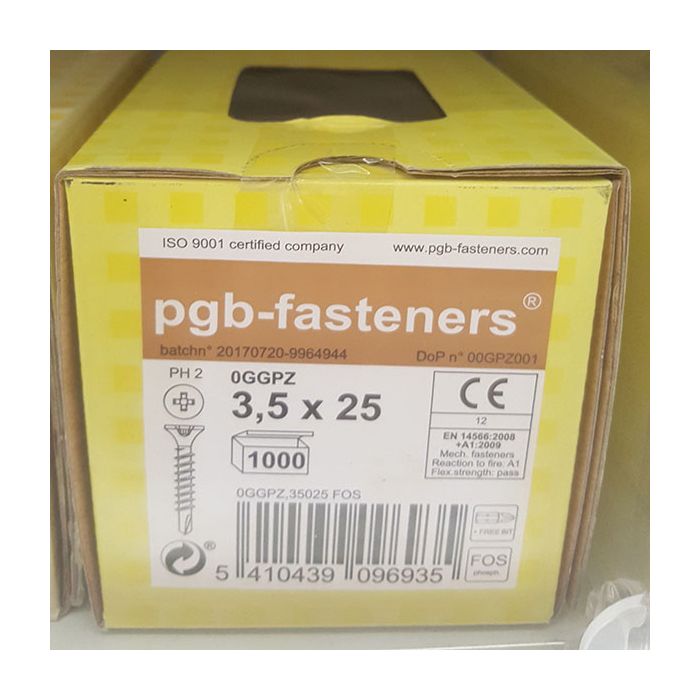 ISO 9001 certified company www.pgb-fasteners.com
pgb-fasteners®
batchn° 20170720-9964944 DoP n° 00GPZ001
PH 2 0GGPZ
3,5 x 25
CE
12
EN 14566:2008
+A1:2009
Mech. fasteners
Reaction to fire: A1
Flex.strength: pass
1000
0GGPZ,35025 FOS
+ FREE BIT
®
FOS
phosph.
5 410439 096935